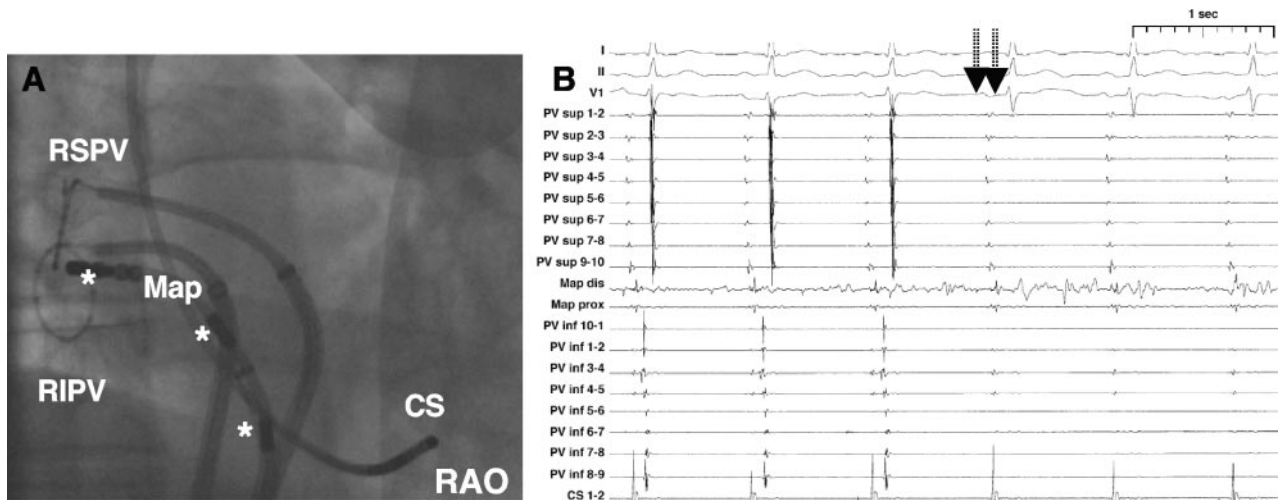 A
RSPV
*
Map
*
RIPV
CS
*
RAO
B
1 sec
I
II
V1
PV sup 1-2
PV sup 2-3
PV sup 3-4
PV sup 4-5
PV sup 5-6
PV sup 6-7
PV sup 7-8
PV sup 9-10
Map dis
Map prox
PV inf 10-1
PV inf 1-2
PV inf 3-4
PV inf 4-5
PV inf 5-6
PV inf 6-7
PV inf 7-8
PV inf 8-9
CS 1-2